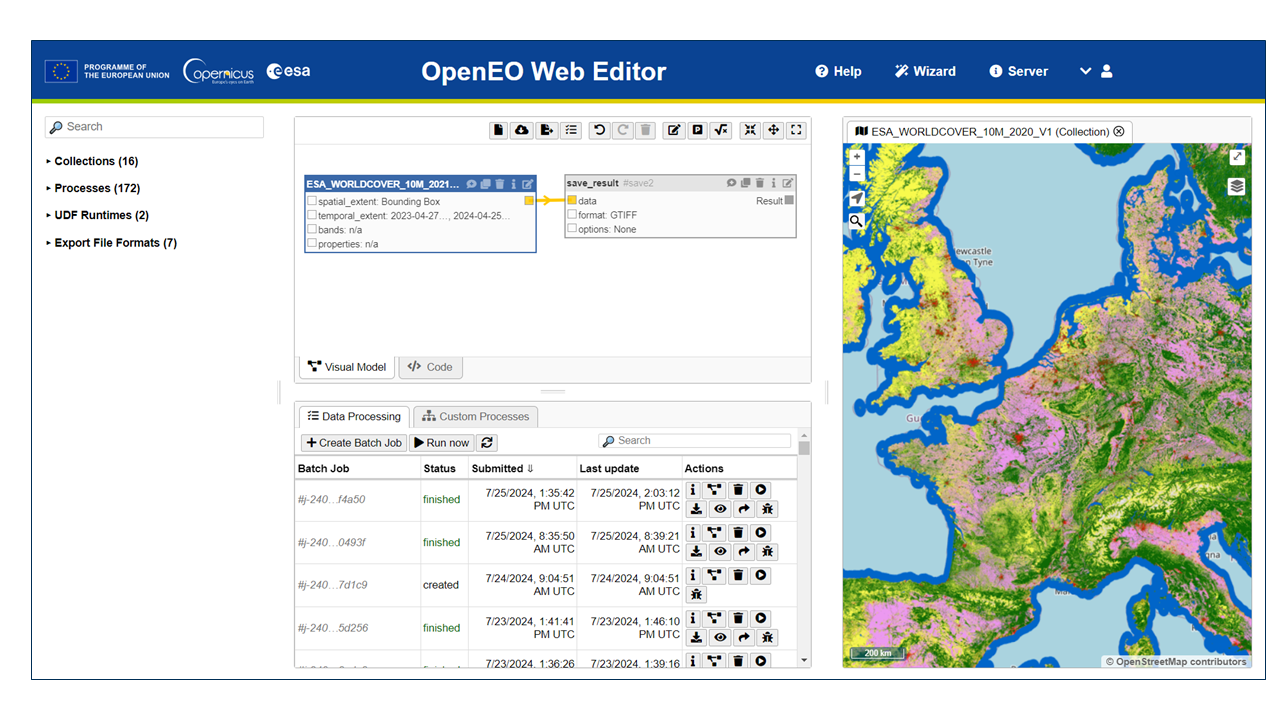 PROGRAMME OF
THE EUROPEAN UNION
opernicus
Europe's eyes on Earth
esa
OpenEO Web Editor
Help
Wizard
Server
Search
Collections (16)
Processes (172)
UDF Runtimes (2)
Export File Formats (7)
ESA_WORLDCOVER_10M_2021...
spatial_extent: Bounding Box
temporal_extent: 2023-04-27..., 2024-04-25...
bands: n/a
properties: n/a
save_result #save2
data
Result
format: GTIFF
options: None
Visual Model
Code
Data Processing
Custom Processes
Create Batch Job
Run now
Search
Batch Job Status Submitted ⇓ Last update Actions
#j-240...f4a50 finished 7/25/2024, 1:35:42 PM UTC 7/25/2024, 2:03:12 PM UTC
#j-240...0493f finished 7/25/2024, 8:35:50 AM UTC 7/25/2024, 8:39:21 AM UTC
#j-240...7d1c9 created 7/24/2024, 9:04:51 AM UTC 7/24/2024, 9:04:51 AM UTC
#j-240...5d256 finished 7/23/2024, 1:41:41 PM UTC 7/23/2024, 1:46:10 PM UTC
7/23/2024, 1:36:26 7/23/2024, 1:39:16
ESA_WORLDCOVER_10M_2020_V1 (Collection)
ewcastle
n Tyne
Gu
gna
200 km
© OpenStreetMap contributors